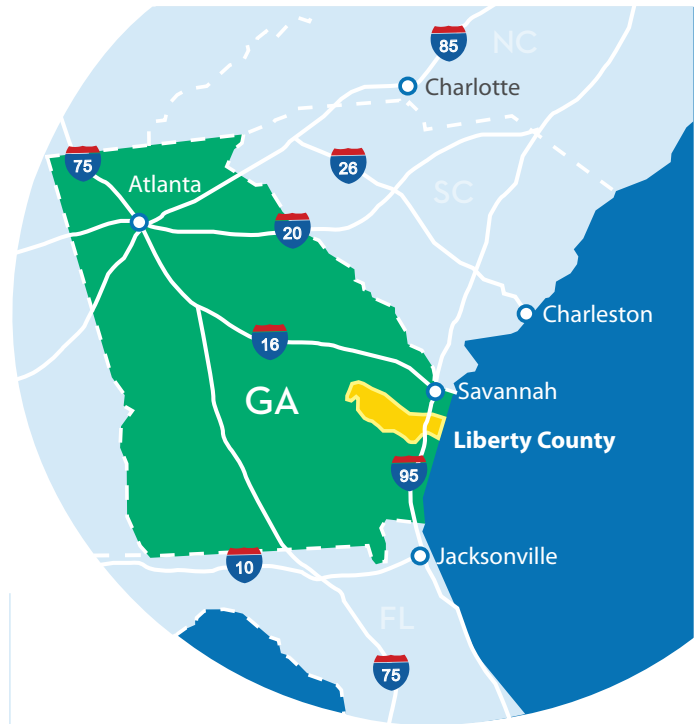 NC
85
Charlotte
75
26
Atlanta
SC
20
Charleston
16
GA
Savannah
Liberty County
95
Jacksonville
10
FL
75